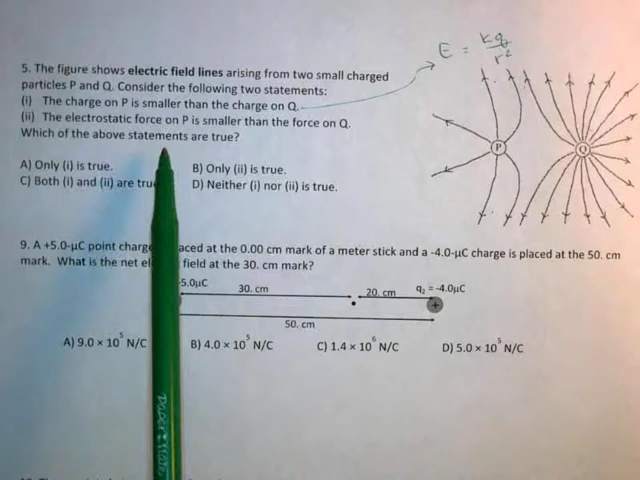 E = kq/r²
5. The figure shows electric field lines arising from two small charged
particles P and Q. Consider the following two statements:
(i) The charge on P is smaller than the charge on Q.
(ii) The electrostatic force on P is smaller than the force on Q.
Which of the above statements are true?
A) Only (i) is true. B) Only (ii) is true.
C) Both (i) and (ii) are true D) Neither (i) nor (ii) is true.
P Q
9. A +5.0-μC point charge aced at the 0.00 cm mark of a meter stick and a -4.0-μC charge is placed at the 50. cm
mark. What is the net el field at the 30. cm mark?
5.0μC 30. cm 20. cm q₂ = -4.0μC
50. cm
A) 9.0 × 10⁵ N/C B) 4.0 × 10⁵ N/C C) 1.4 × 10⁶ N/C D) 5.0 × 10⁵ N/C
Paper Mate